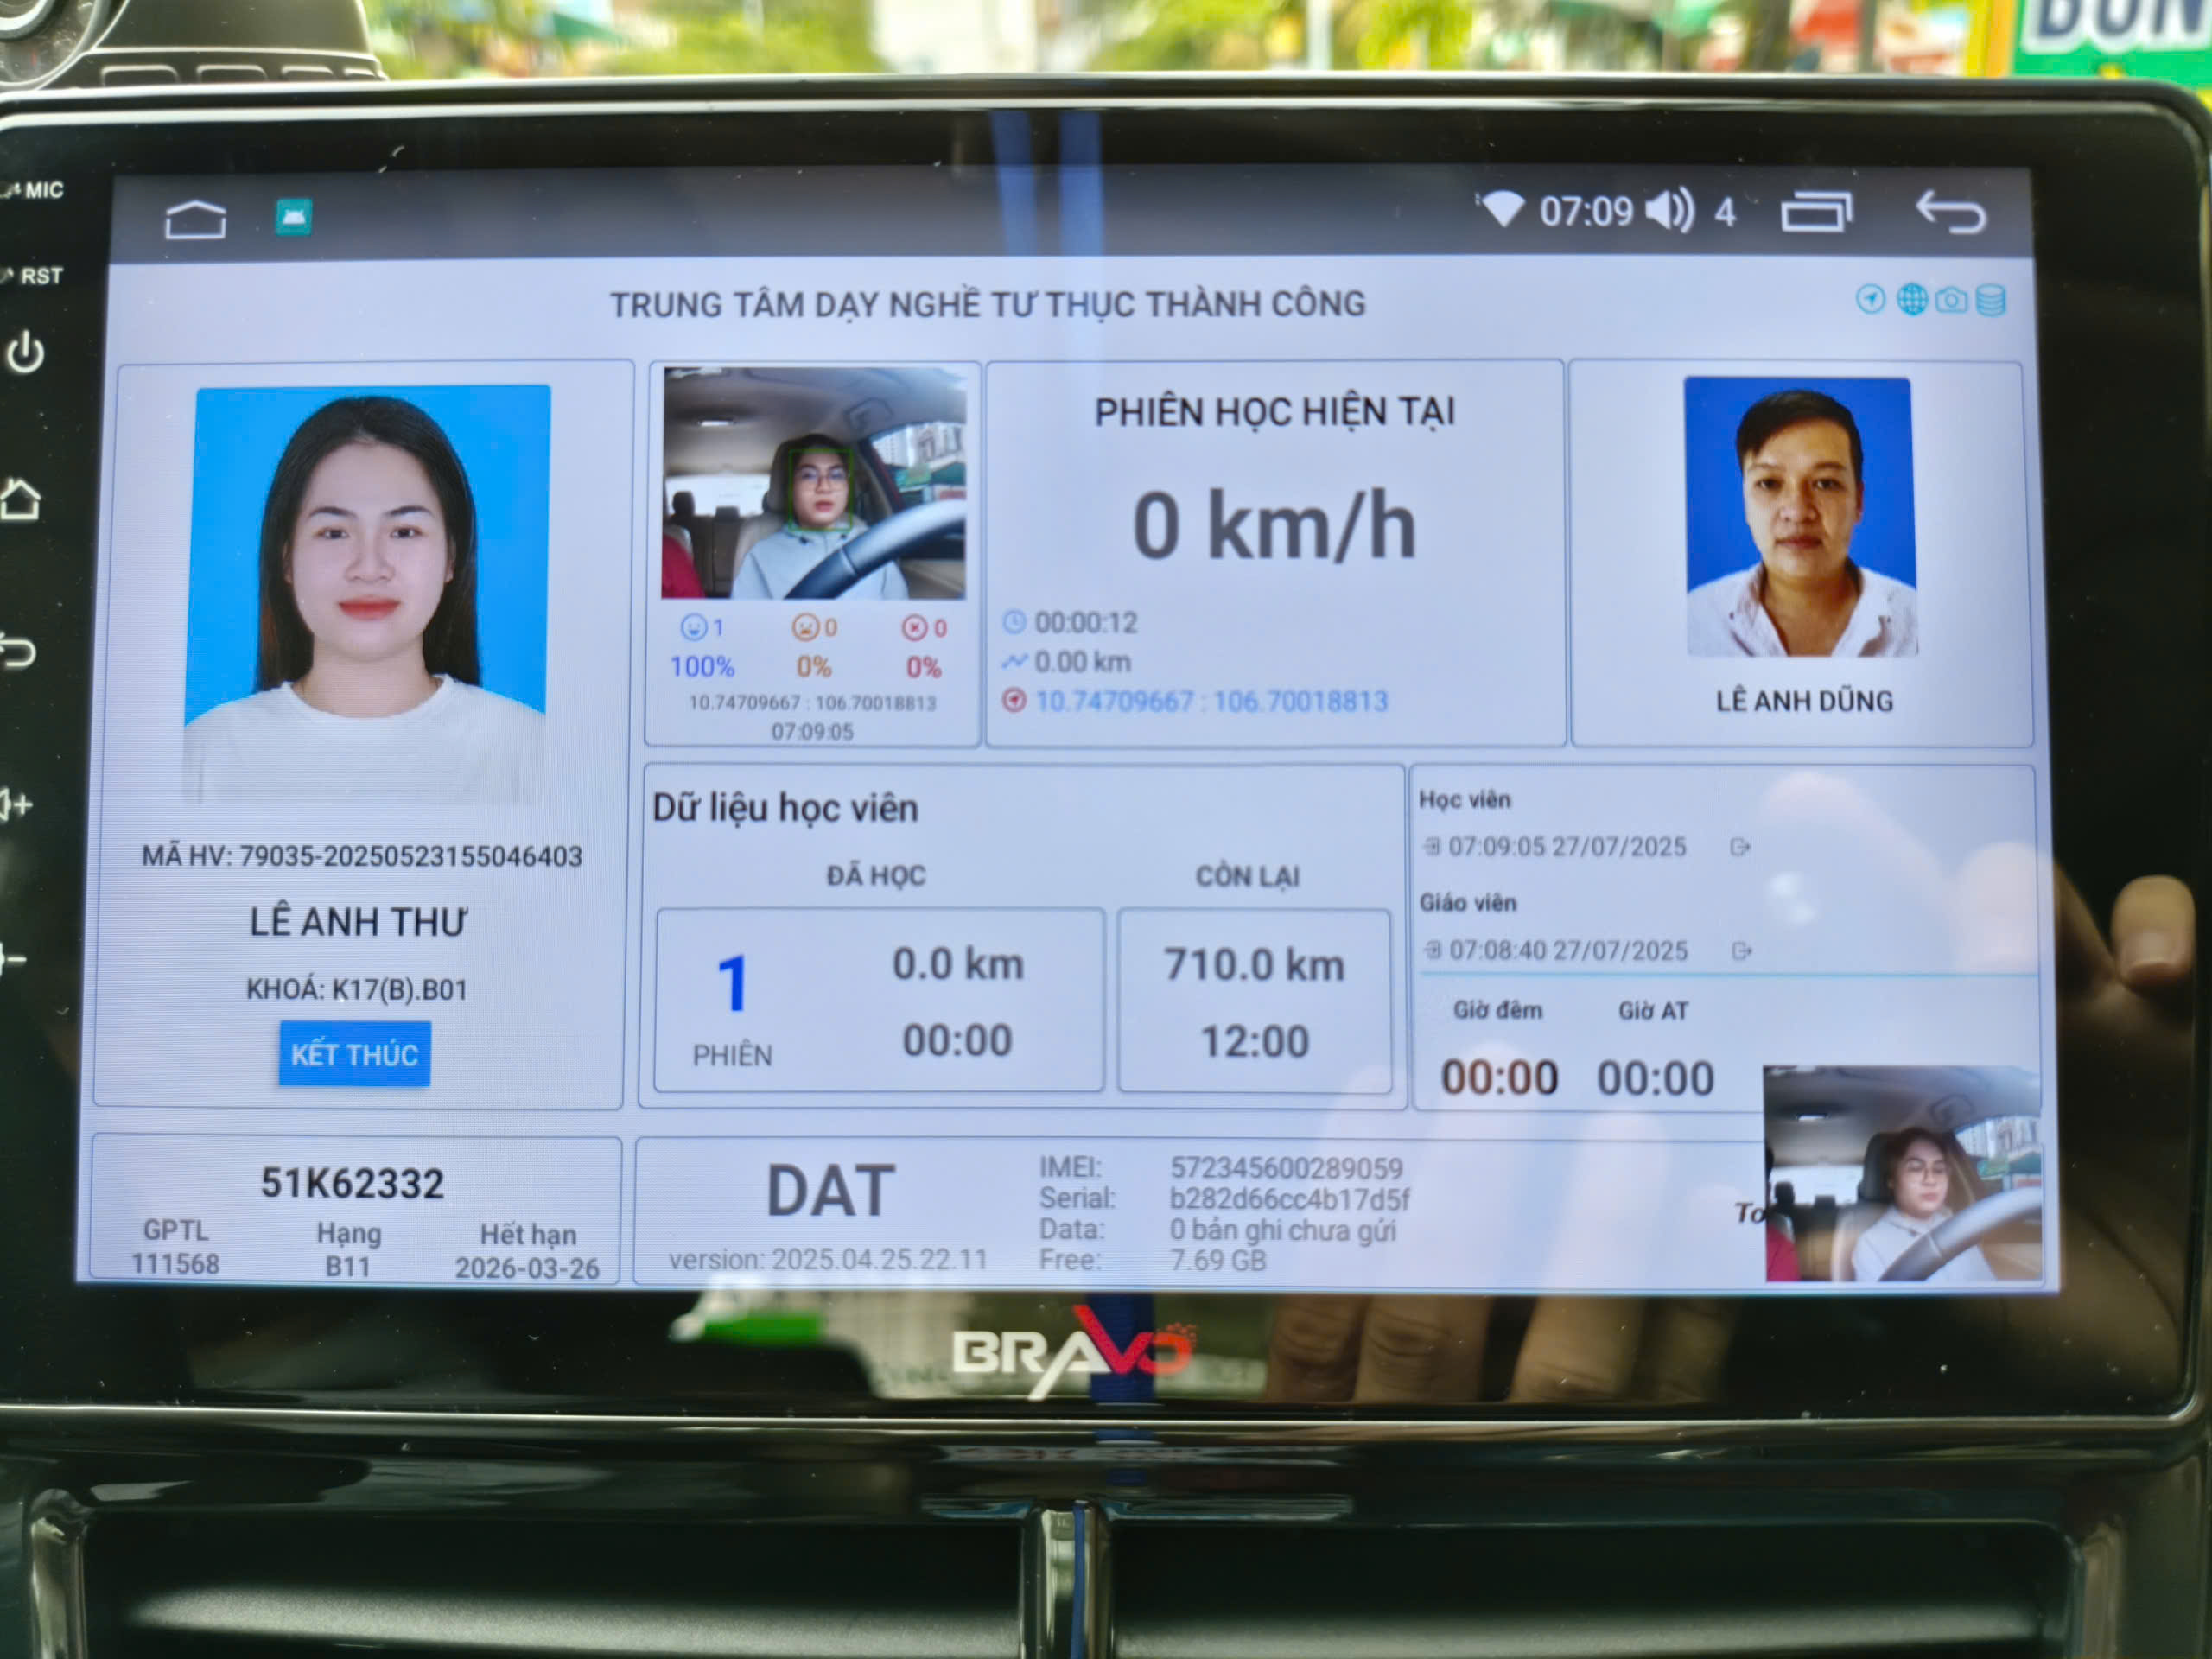 BÚN
MIC
RST
07:09 4
TRUNG TÂM DẠY NGHỀ TƯ THỤC THÀNH CÔNG
MÃ HV: 79035-20250523155046403
LÊ ANH THƯ
KHOÁ: K17(B).B01
KẾT THÚC
1 0 0
100% 0% 0%
10.74709667 : 106.70018813
07:09:05
PHIÊN HỌC HIỆN TẠI
0 km/h
00:00:12
0.00 km
10.74709667 : 106.70018813
LÊ ANH DŨNG
Dữ liệu học viên
ĐÃ HỌC CÒN LẠI
1 0.0 km 710.0 km
PHIÊN 00:00 12:00
Học viên
07:09:05 27/07/2025
Giáo viên
07:08:40 27/07/2025
Giờ đêm Giờ AT
00:00 00:00
51K62332
GPTL Hạng Hết hạn
111568 B11 2026-03-26
DAT
version: 2025.04.25.22.11
IMEI: 572345600289059
Serial: b282d66cc4b17d5f
Data: 0 bản ghi chưa gửi
Free: 7.69 GB
To
BRAVO